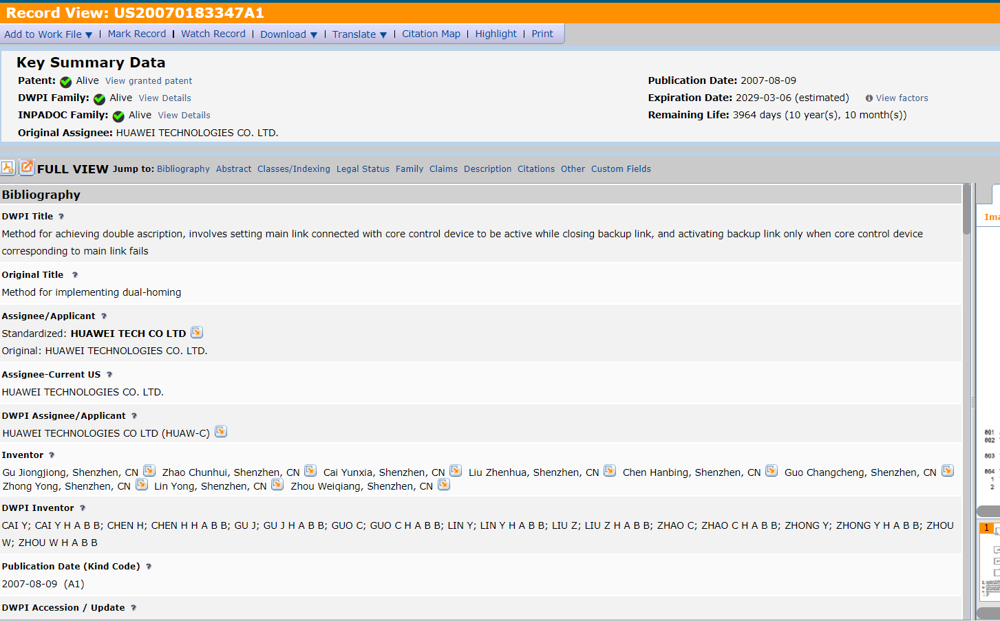 Record View: US20070183347A1
Add to Work File ▼ | Mark Record | Watch Record | Download ▼ | Translate ▼ | Citation Map | Highlight | Print
Key Summary Data
Patent: Alive View granted patent
Publication Date: 2007-08-09
DWPI Family: Alive View Details
Expiration Date: 2029-03-06 (estimated) View factors
INPADOC Family: Alive View Details
Remaining Life: 3964 days (10 year(s), 10 month(s))
Original Assignee: HUAWEI TECHNOLOGIES CO. LTD.
FULL VIEW Jump to: Bibliography Abstract Classes/Indexing Legal Status Family Claims Description Citations Other Custom Fields
Bibliography
DWPI Title ?
Method for achieving double ascription, involves setting main link connected with core control device to be active while closing backup link, and activating backup link only when core control device
corresponding to main link fails
Original Title ?
Method for implementing dual-homing
Assignee/Applicant ?
Standardized: HUAWEI TECH CO LTD
Original: HUAWEI TECHNOLOGIES CO. LTD.
Assignee-Current US ?
HUAWEI TECHNOLOGIES CO. LTD.
DWPI Assignee/Applicant ?
HUAWEI TECHNOLOGIES CO LTD (HUAW-C)
Inventor ?
Gu Jiongjiong, Shenzhen, CN Zhao Chunhui, Shenzhen, CN Cai Yunxia, Shenzhen, CN Liu Zhenhua, Shenzhen, CN Chen Hanbing, Shenzhen, CN Guo Changcheng, Shenzhen, CN
Zhong Yong, Shenzhen, CN Lin Yong, Shenzhen, CN Zhou Weiqiang, Shenzhen, CN
DWPI Inventor ?
CAI Y; CAI Y H A B B; CHEN H; CHEN H H A B B; GU J; GU J H A B B; GUO C; GUO C H A B B; LIN Y; LIN Y H A B B; LIU Z; LIU Z H A B B; ZHAO C; ZHAO C H A B B; ZHONG Y; ZHONG Y H A B B; ZHOU
W; ZHOU W H A B B
Publication Date (Kind Code) ?
2007-08-09 (A1)
DWPI Accession / Update ?
Ima
801
802
803
804
1
2
1